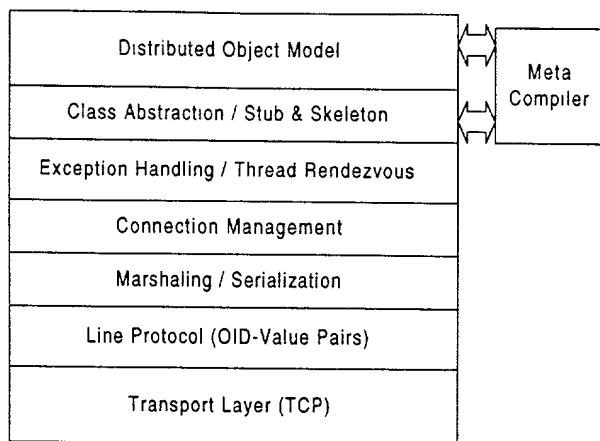 Distributed Object Model
Meta
Compiler
Class Abstraction / Stub & Skeleton
Exception Handling / Thread Rendezvous
Connection Management
Marshaling / Serialization
Line Protocol (OID-Value Pairs)
Transport Layer (TCP)